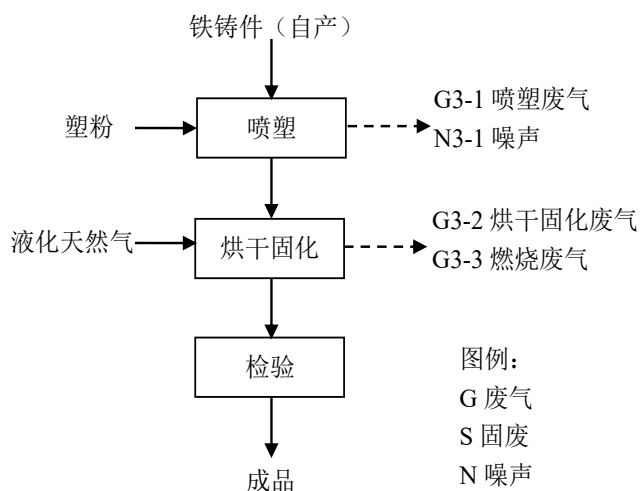 铁铸件（自产）
塑粉
喷塑
G3-1 喷塑废气
N3-1 噪声
液化天然气
烘干固化
G3-2 烘干固化废气
G3-3 燃烧废气
检验
成品
图例：
G 废气
S 固废
N 噪声